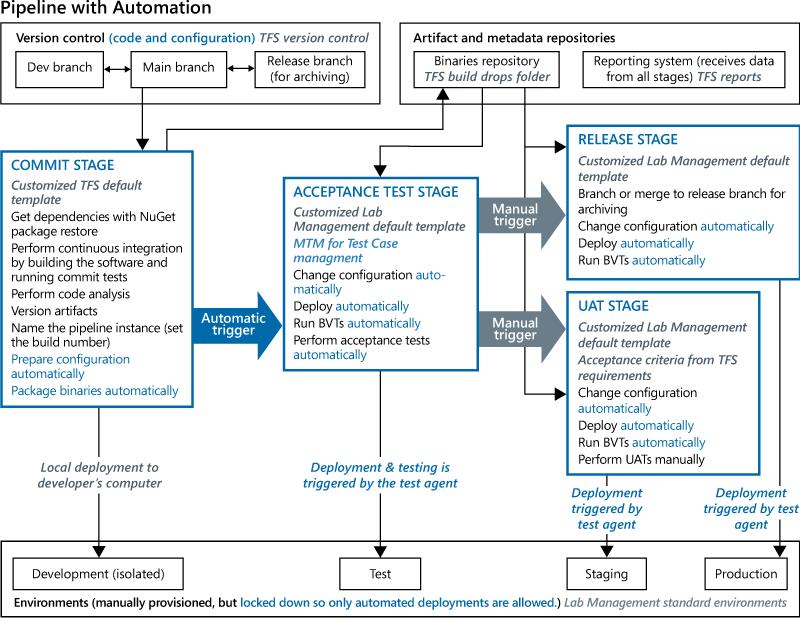 Pipeline with Automation
Version control (code and configuration) TFS version control
Dev branch
Main branch
Release branch
(for archiving)
Artifact and metadata repositories
Binaries repository
TFS build drops folder
Reporting system (receives data
from all stages) TFS reports
COMMIT STAGE
Customized TFS default
template
Get dependencies with NuGet
package restore
Perform continuous integration
by building the software and
running commit tests
Perform code analysis
Version artifacts
Name the pipeline instance (set
the build number)
Prepare configuration
automatically
Package binaries automatically
Automatic
trigger
ACCEPTANCE TEST STAGE
Customized Lab
Management default template
MTM for Test Case
managment
Change configuration auto-
matically
Deploy automatically
Run BVTs automatically
Perform acceptance tests
automatically
Manual
trigger
Manual
trigger
RELEASE STAGE
Customized Lab Management default
template
Branch or merge to release branch for
archiving
Change configuration automatically
Deploy automatically
Run BVTs automatically
UAT STAGE
Customized Lab Management
default template
Acceptance criteria from TFS
requirements
Change configuration
automatically
Deploy automatically
Run BVTs automatically
Perform UATs manually
Local deployment to
developer's computer
Deployment & testing is
triggered by the test agent
Deployment
triggered by
test agent
Deployment
triggered by test
agent
Development (isolated)
Test
Staging
Production
Environments (manually provisioned, but locked down so only automated deployments are allowed.) Lab Management standard environments